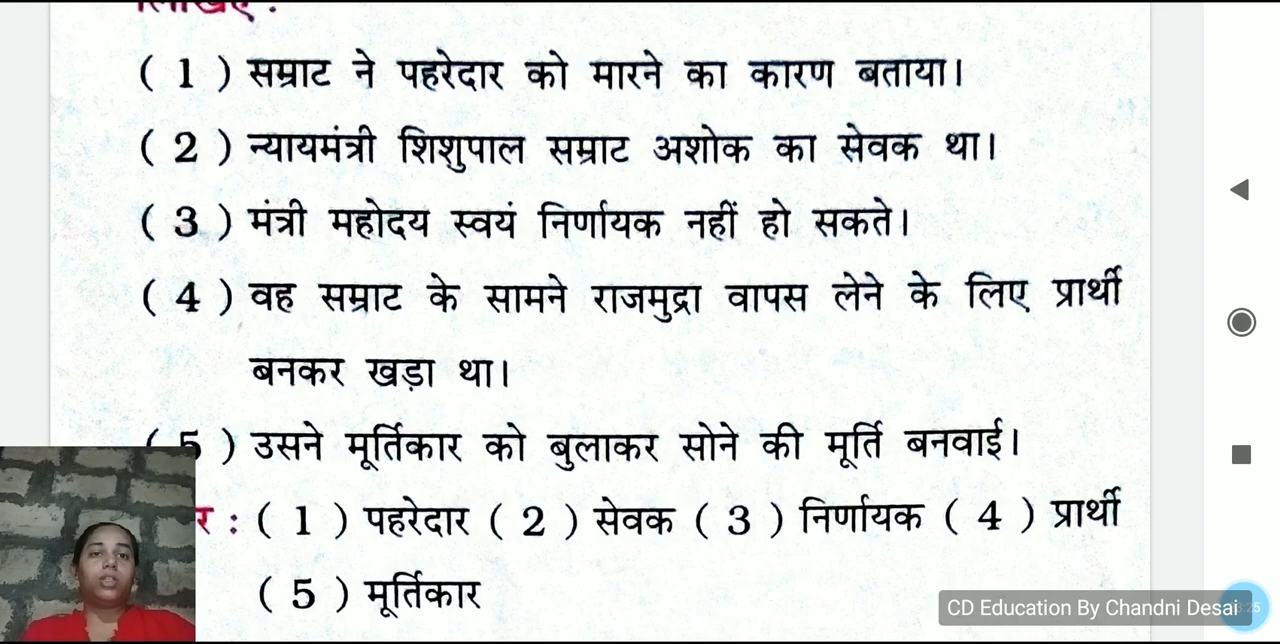 ( 1 ) सम्राट ने पहरेदार को मारने का कारण बताया।
( 2 ) न्यायमंत्री शिशुपाल सम्राट अशोक का सेवक था।
( 3 ) मंत्री महोदय स्वयं निर्णायक नहीं हो सकते।
( 4 ) वह सम्राट के सामने राजमुद्रा वापस लेने के लिए प्रार्थी
बनकर खड़ा था।
( 5 ) उसने मूर्तिकार को बुलाकर सोने की मूर्ति बनवाई।
र : ( 1 ) पहरेदार ( 2 ) सेवक ( 3 ) निर्णायक ( 4 ) प्रार्थी
( 5 ) मूर्तिकार
CD Education By Chandni Desai